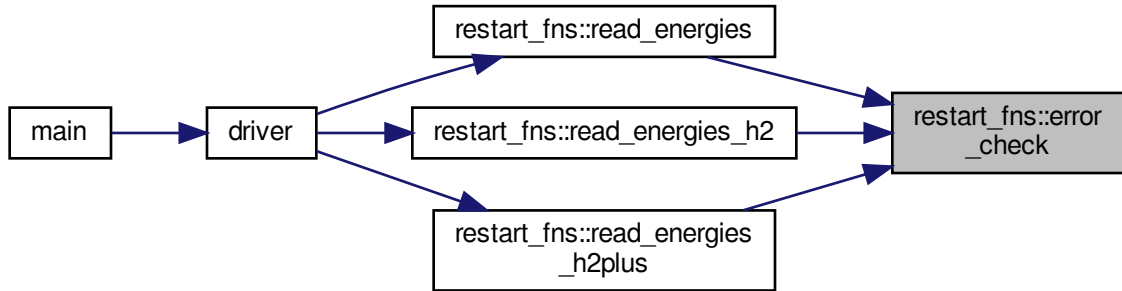 restart_fns::read_energies
main
driver
restart_fns::read_energies_h2
restart_fns::error
_check
restart_fns::read_energies
_h2plus